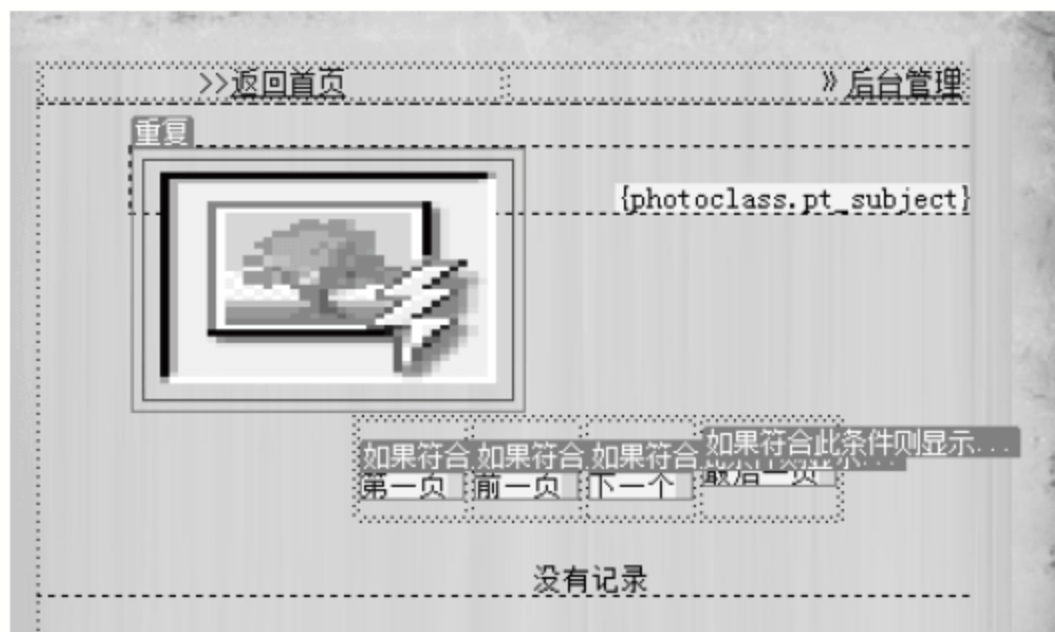 >>返回首页
》后台管理
重复
{photoclass.pt_subject}
如果符合 如果符合 如果符合 如果符合此条件则显示...
第一页 前一页 下一个 最后一页
没有记录